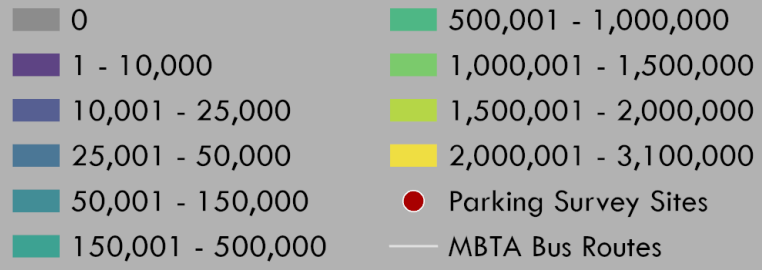 0
1 - 10,000
10,001 - 25,000
25,001 - 50,000
50,001 - 150,000
150,001 - 500,000
500,001 - 1,000,000
1,000,001 - 1,500,000
1,500,001 - 2,000,000
2,000,001 - 3,100,000
Parking Survey Sites
MBTA Bus Routes